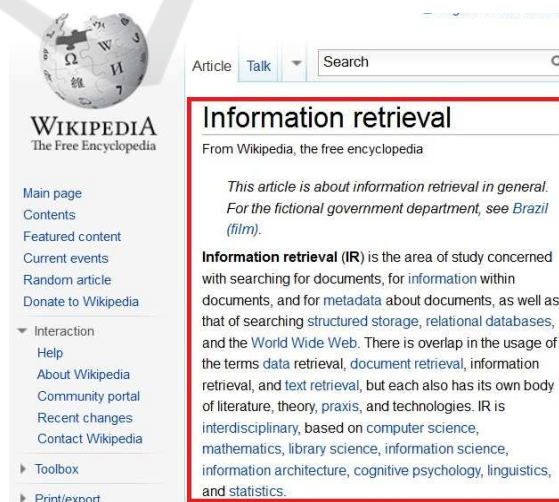 Article Talk Search
WIKIPEDIA
The Free Encyclopedia
Main page
Contents
Featured content
Current events
Random article
Donate to Wikipedia
Interaction
Help
About Wikipedia
Community portal
Recent changes
Contact Wikipedia
Toolbox
Print/export
Information retrieval
From Wikipedia, the free encyclopedia
This article is about information retrieval in general.
For the fictional government department, see Brazil
(film).
Information retrieval (IR) is the area of study concerned
with searching for documents, for information within
documents, and for metadata about documents, as well as
that of searching structured storage, relational databases,
and the World Wide Web. There is overlap in the usage of
the terms data retrieval, document retrieval, information
retrieval, and text retrieval, but each also has its own body
of literature, theory, praxis, and technologies. IR is
interdisciplinary, based on computer science,
mathematics, library science, information science,
information architecture, cognitive psychology, linguistics,
and statistics.